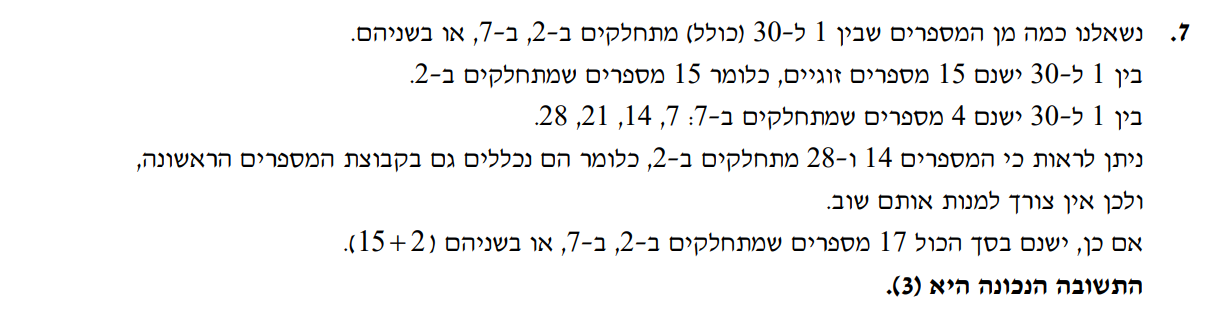 7. נשאלנו כמה מן המספרים שבין 1 ל-30 (כולל) מתחלקים ב-2, ב-7, או בשניהם.
בין 1 ל-30 ישנם 15 מספרים זוגיים, כלומר 15 מספרים שמתחלקים ב-2.
בין 1 ל-30 ישנם 4 מספרים שמתחלקים ב-7: 7, 14, 21, 28.
ניתן לראות כי המספרים 14 ו-28 מתחלקים ב-2, כלומר הם נכללים גם בקבוצת המספרים הראשונה,
ולכן אין צורך למנות אותם שוב.
אם כן, ישנם בסך הכול 17 מספרים שמתחלקים ב-2, ב-7, או בשניהם (15+2).
התשובה הנכונה היא (3).